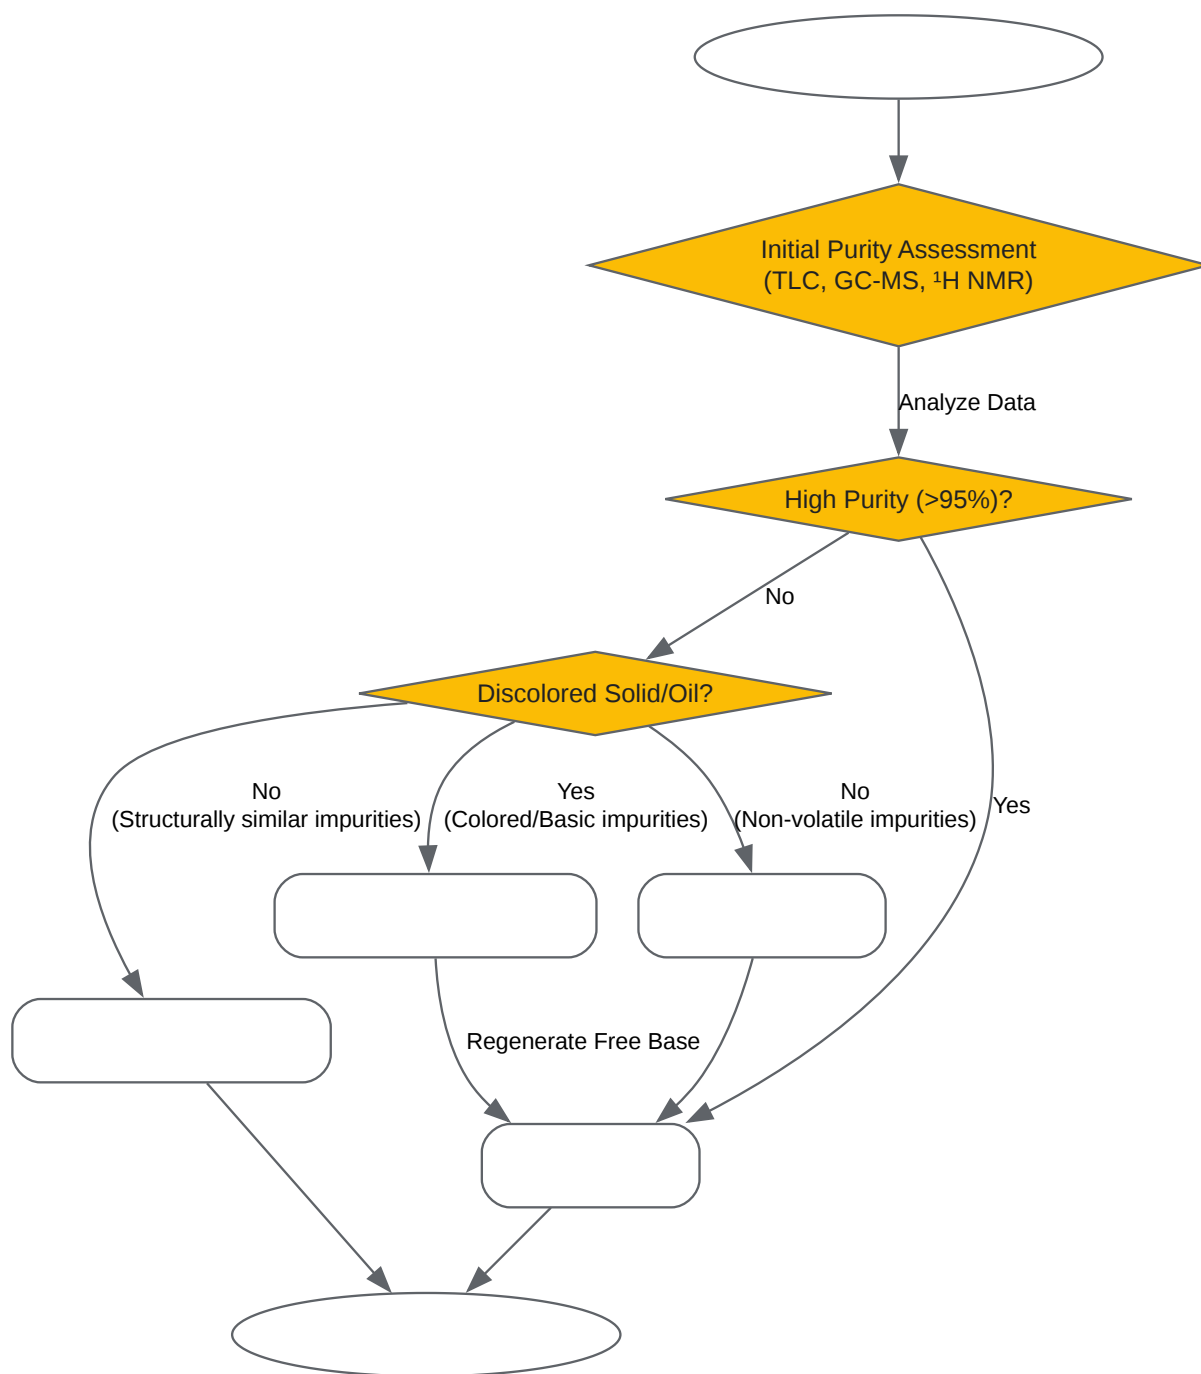 Initial Purity Assessment
(TLC, GC-MS, ¹H NMR)
Analyze Data
High Purity (>95%)?
No
Discolored Solid/Oil?
No
(Structurally similar impurities)
Yes
(Colored/Basic impurities)
No
(Non-volatile impurities)
Yes
Regenerate Free Base